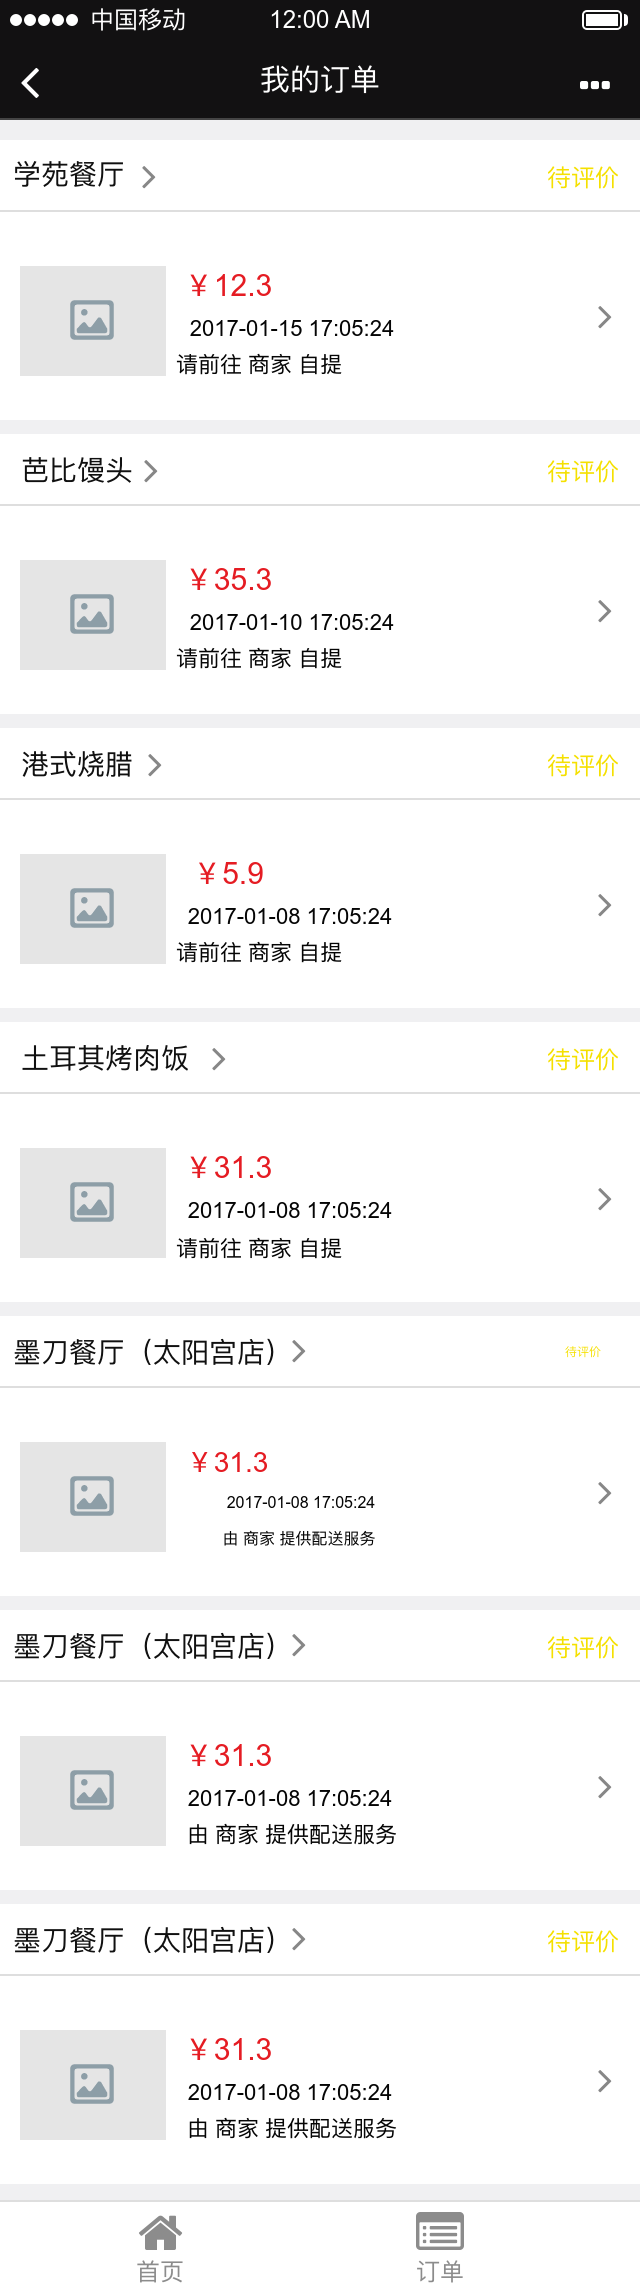 中国移动 12:00 AM
我的订单
学苑餐厅 待评价
￥12.3
2017-01-15 17:05:24
请前往 商家 自提
芭比馒头 待评价
￥35.3
2017-01-10 17:05:24
请前往 商家 自提
港式烧腊 待评价
￥5.9
2017-01-08 17:05:24
请前往 商家 自提
土耳其烤肉饭 待评价
￥31.3
2017-01-08 17:05:24
请前往 商家 自提
墨刀餐厅（太阳宫店） 待评价
￥31.3
2017-01-08 17:05:24
由 商家 提供配送服务
墨刀餐厅（太阳宫店） 待评价
￥31.3
2017-01-08 17:05:24
由 商家 提供配送服务
墨刀餐厅（太阳宫店） 待评价
￥31.3
2017-01-08 17:05:24
由 商家 提供配送服务
首页 订单